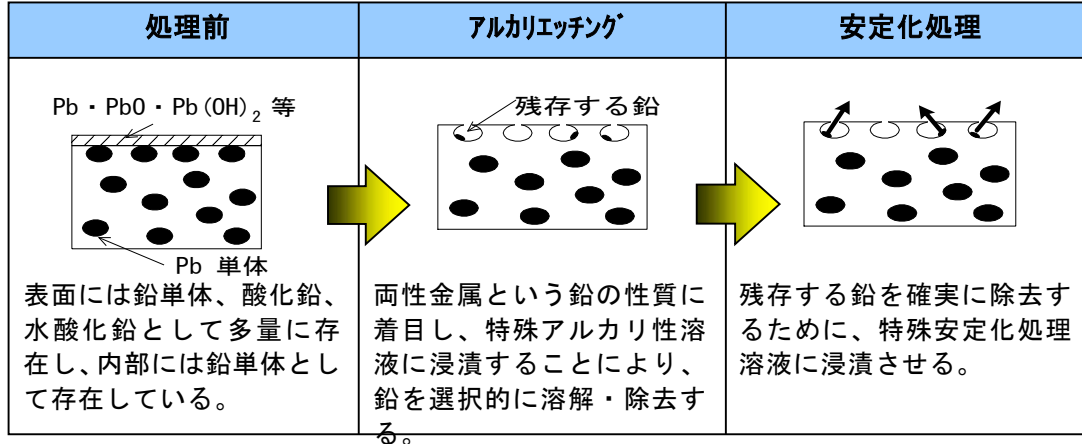 処理前
アルカリエッチング
安定化処理
Pb・PbO・Pb(OH)2 等
Pb 単体
残存する鉛
表面には鉛単体、酸化鉛、
水酸化鉛として多量に存
在し、内部には鉛単体とし
て存在している。
両性金属という鉛の性質に
着目し、特殊アルカリ性溶
液に浸漬することにより、
鉛を選択的に溶解・除去す
る。
残存する鉛を確実に除去す
るために、特殊安定化処理
溶液に浸漬させる。